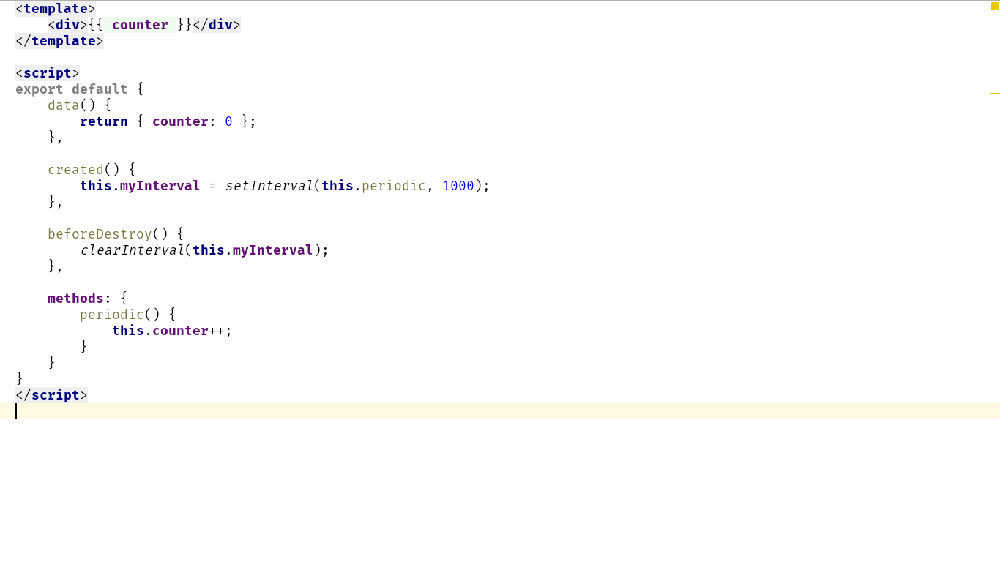 <template>
    <div>{{ counter }}</div>
</template>

<script>
export default {
    data() {
        return { counter: 0 };
    },

    created() {
        this.myInterval = setInterval(this.periodic, 1000);
    },

    beforeDestroy() {
        clearInterval(this.myInterval);
    },

    methods: {
        periodic() {
            this.counter++;
        }
    }
}
</script>